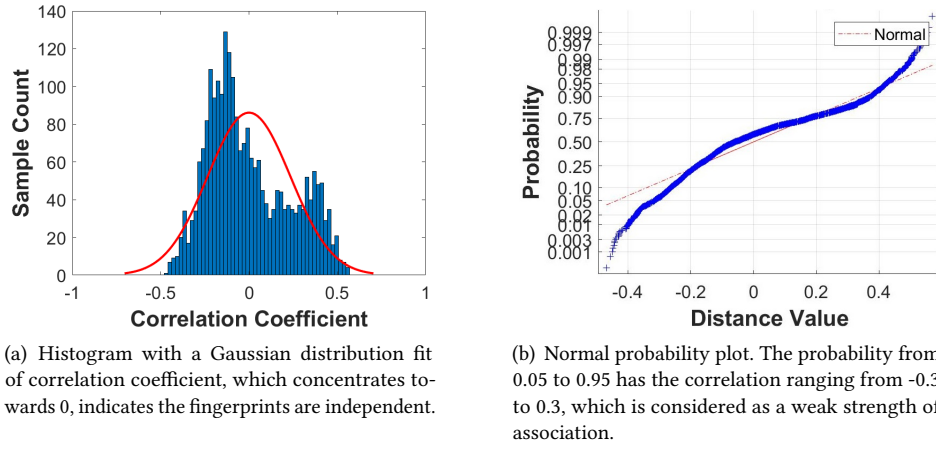 140
120
100
80
60
40
20
0
-1 -0.5 0 0.5 1
Sample Count
Correlation Coefficient
(a) Histogram with a Gaussian distribution fit
of correlation coefficient, which concentrates to-
wards 0, indicates the fingerprints are independent.
Normal
0.999
0.997
0.99
0.98
0.95
0.90
0.75
0.50
0.25
0.10
0.05
0.02
0.01
0.003
0.001
-0.4 -0.2 0 0.2 0.4
Probability
Distance Value
(b) Normal probability plot. The probability from
0.05 to 0.95 has the correlation ranging from -0.3
to 0.3, which is considered as a weak strength of
association.